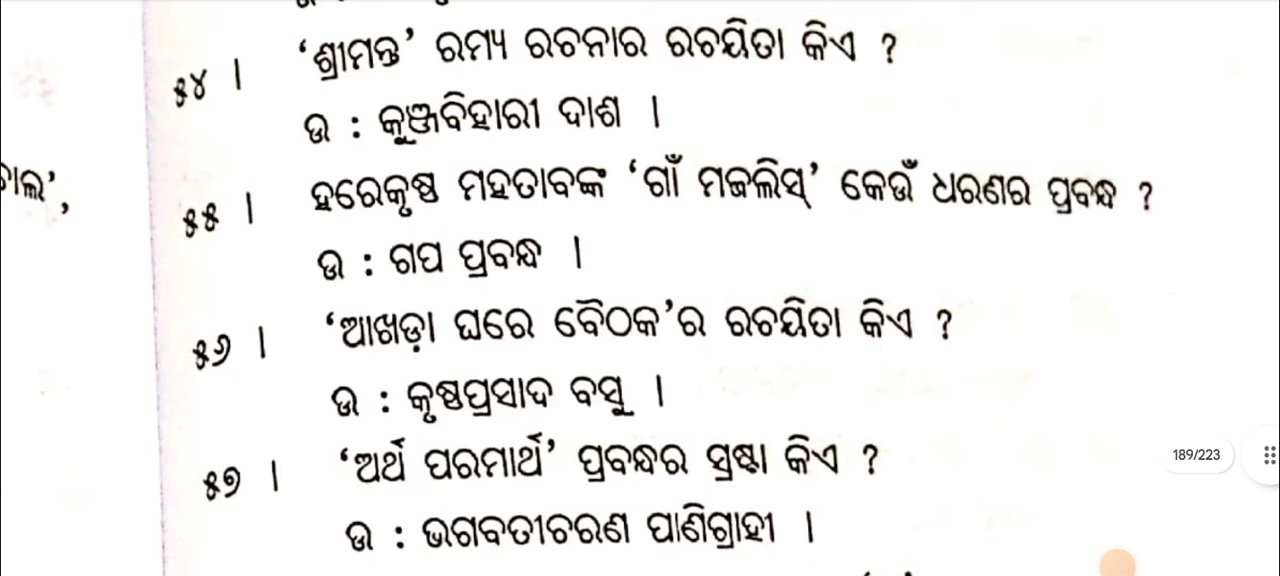 ୫୪ । ‘ଶ୍ରୀମନ୍ତ’ ରମ୍ୟ ରଚନାର ରଚୟିତା କିଏ ?
ଉ : କୁଞ୍ଜବିହାରୀ ଦାଶ ।
୫୫ । ହରେକୃଷ୍ଣ ମହତାବଙ୍କ ‘ଗାଁ ମଜଲିସ୍’ କେଉଁ ଧରଣର ପ୍ରବନ୍ଧ ?
ଉ : ଗପ ପ୍ରବନ୍ଧ ।
୫୬ । ‘ଆଖଡ଼ା ଘରେ ବୈଠକ’ର ରଚୟିତା କିଏ ?
ଉ : କୃଷ୍ଣପ୍ରସାଦ ବସୁ ।
୫୭ । ‘ଅର୍ଥ ପରମାର୍ଥ’ ପ୍ରବନ୍ଧର ସ୍ରଷ୍ଟା କିଏ ?
189/223
ଉ : ଭଗବତୀଚରଣ ପାଣିଗ୍ରାହୀ ।